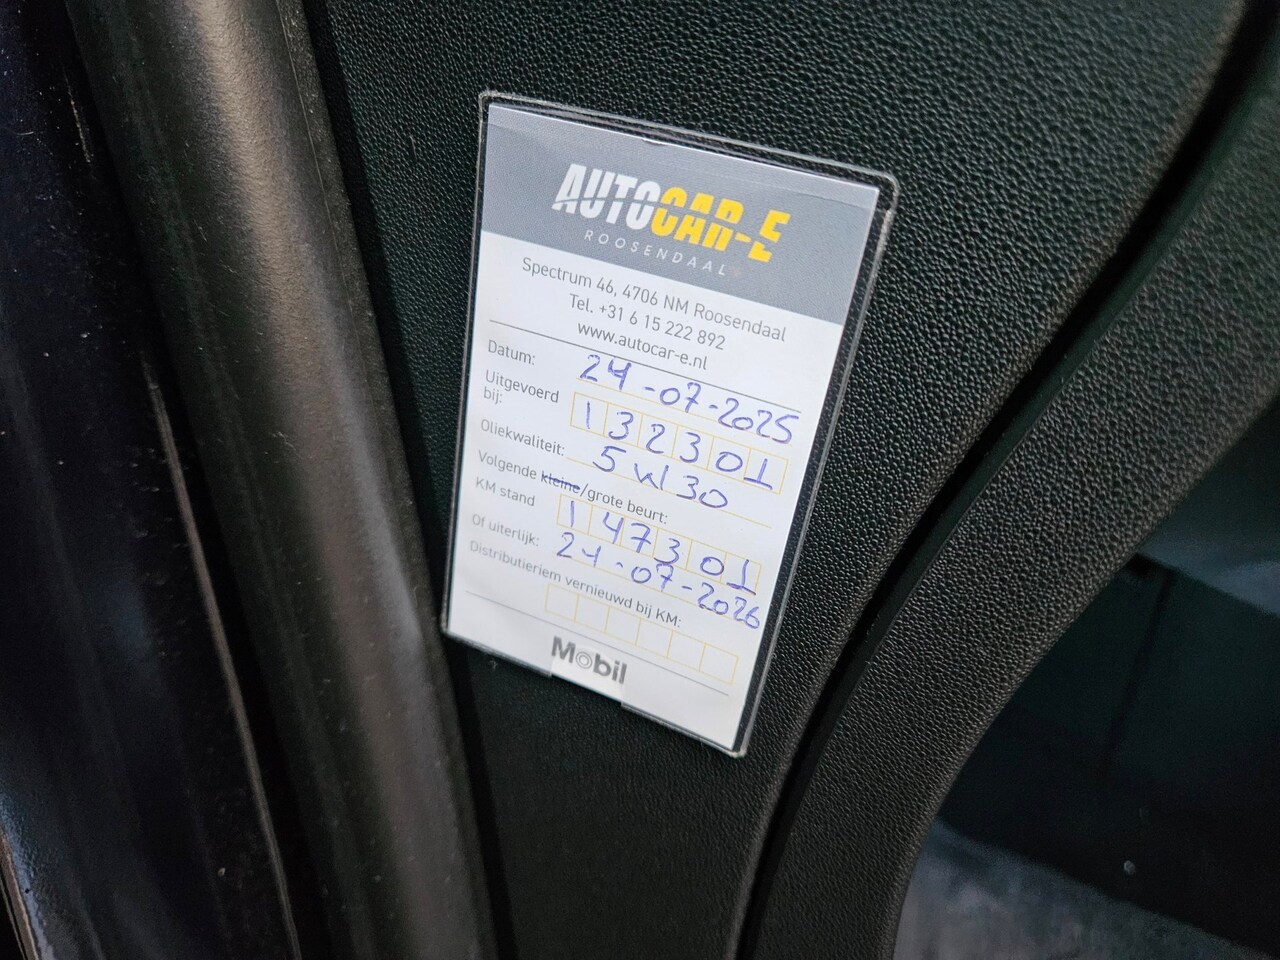 AUTOCAR-E
ROOSENDAAL
Spectrum 46, 4706 NM Roosendaal
Tel. +31 6 15 222 892
www.autocar-e.nl
Datum: 24-07-2025
Uitgevoerd bij: 132301
Oliekwaliteit: 5W30
Volgende kleine/grote beurt:
KM stand 147301
Of uiterlijk: 24-07-2026
Distributieriem vernieuwd bij KM:
Mobil